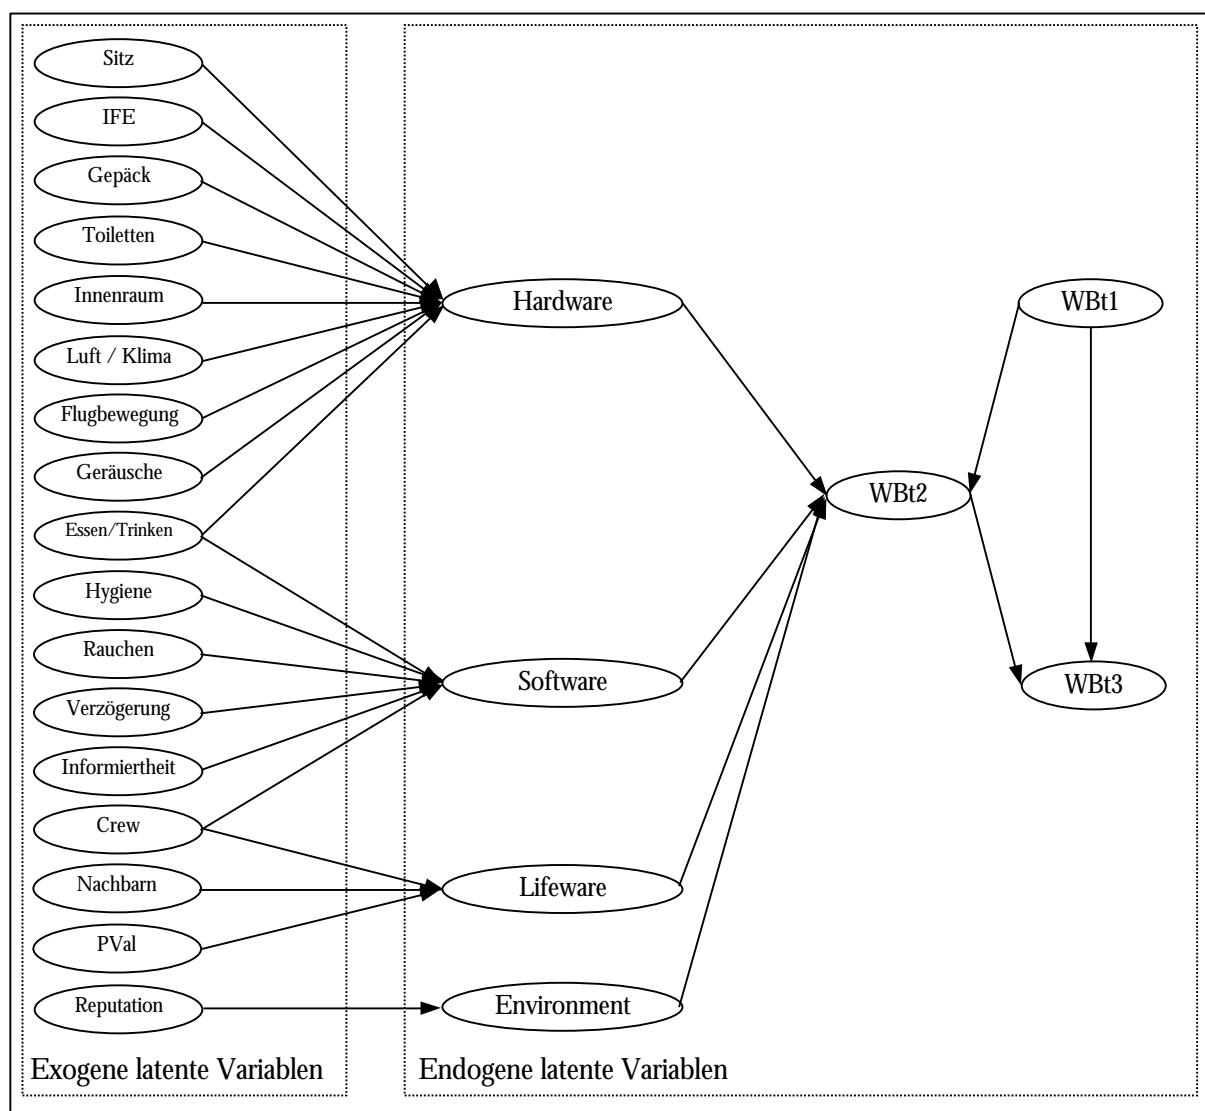 Sitz
IFE
Gepäck
Toiletten
Innenraum
Luft / Klima
Flugbewegung
Geräusche
Essen/Trinken
Hygiene
Rauchen
Verzögerung
Informiertheit
Crew
Nachbarn
PVal
Reputation
Exogene latente Variablen
Hardware
Software
Lifeware
Environment
WBt2
WBt1
WBt3
Endogene latente Variablen